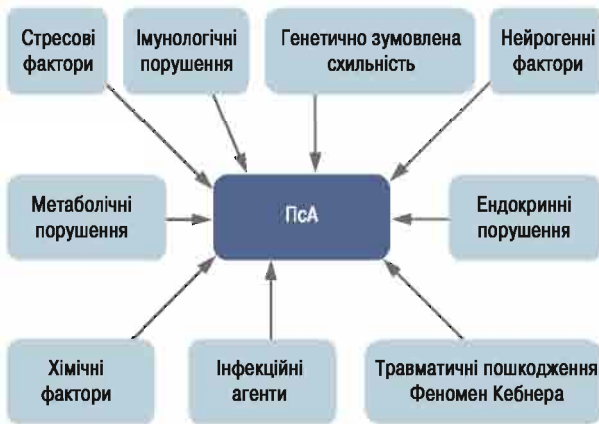 Стресові
фактори
Імунологічні
порушення
Генетично зумовлена
схильність
Нейрогенні
фактори
Метаболічні
порушення
ПсА
Ендокринні
порушення
Хімічні
фактори
Інфекційні
агенти
Травматичні пошкодження
Феномен Кебнера